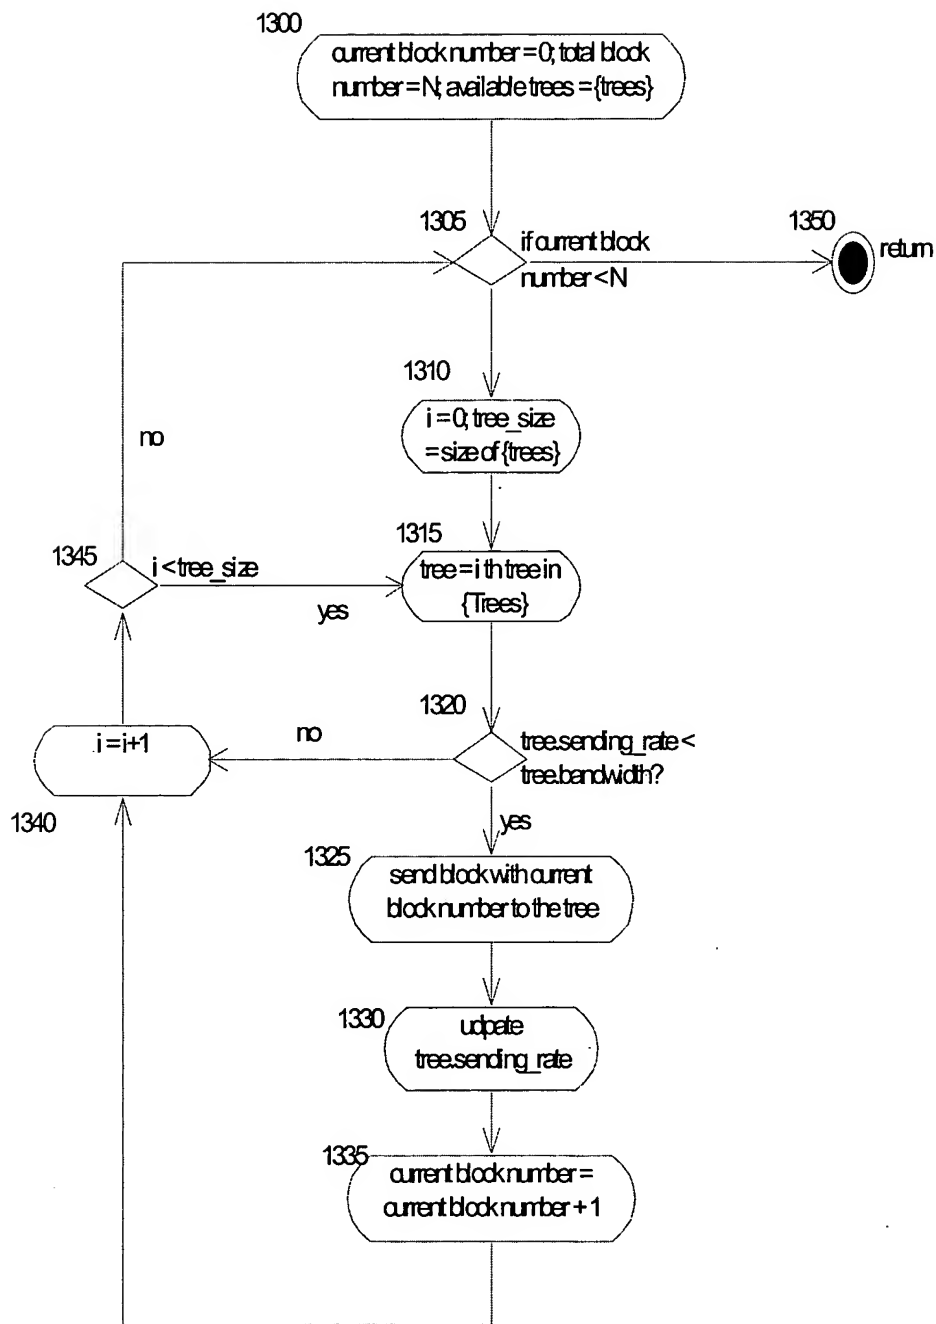 1300
current block number = 0; total block
number = N; available trees = {trees}
1305
if current block
number < N
1350
return
1310
i = 0; tree_size
= size of {trees}
no
1315
1345
i < tree_size
tree = i th tree in
{Trees}
yes
1320
no
i = i+1
tree.sending_rate <
tree.bandwidth?
1340
yes
1325
send block with current
block number to the tree
1330
udpate
tree.sending_rate
1335
current block number =
current block number + 1